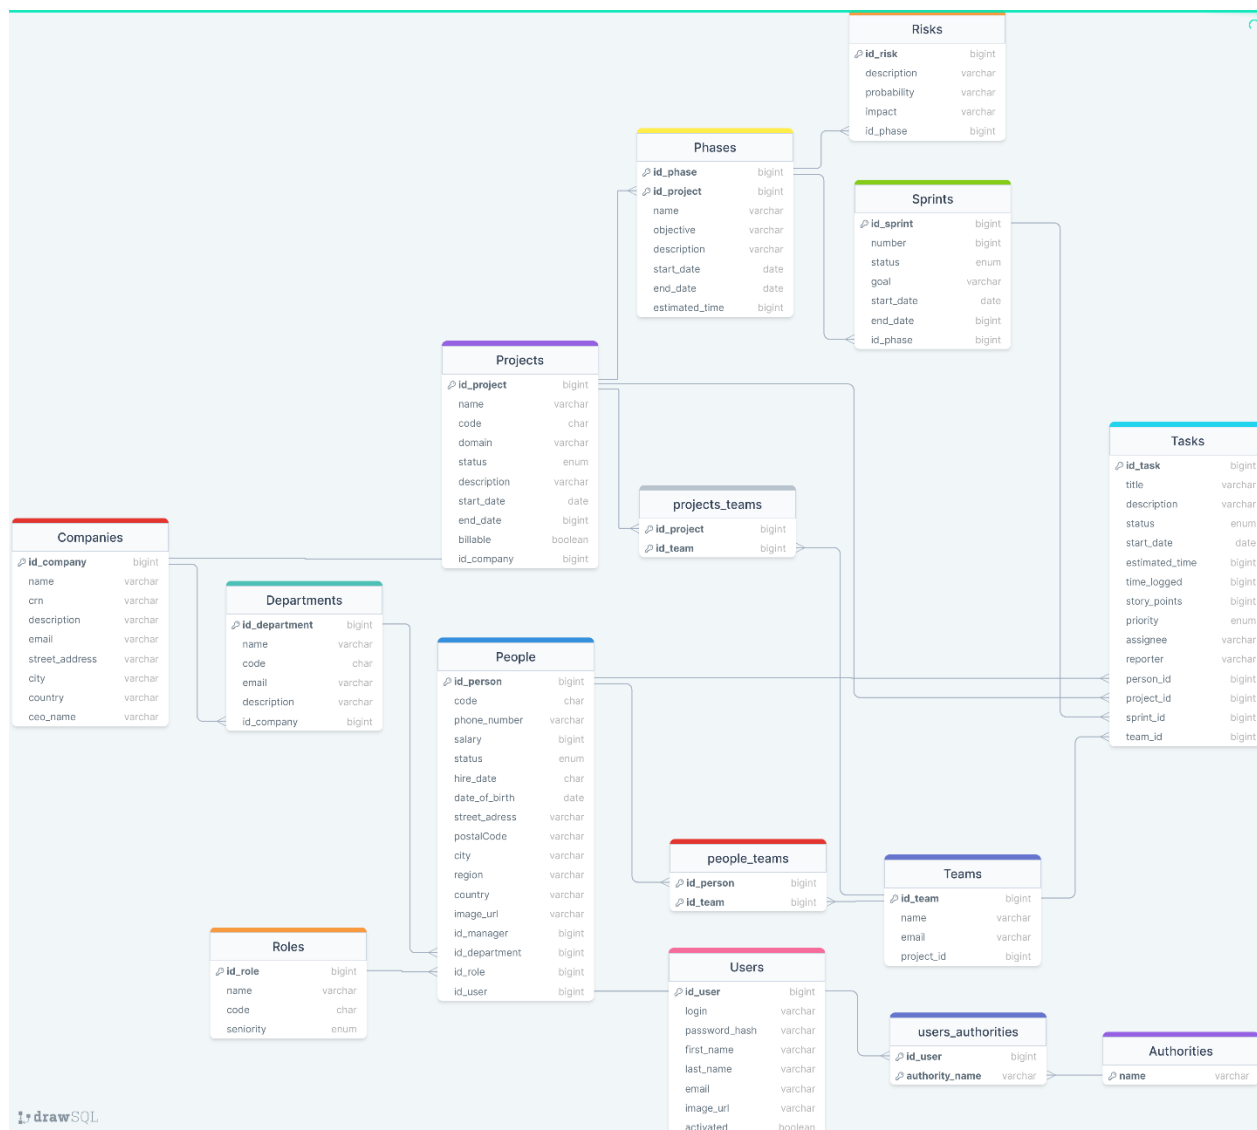 Risks
id_risk bigint
description varchar
probability varchar
impact varchar
id_phase bigint
Phases
id_phase bigint
id_project bigint
name varchar
objective varchar
description varchar
start_date date
end_date date
estimated_time bigint
Sprints
id_sprint bigint
number bigint
status enum
goal varchar
start_date date
end_date bigint
id_phase bigint
Projects
id_project bigint
name varchar
code char
domain varchar
status enum
description varchar
start_date date
end_date bigint
billable boolean
id_company bigint
Tasks
id_task bigint
title varchar
description varchar
status enum
start_date date
estimated_time bigint
time_logged bigint
story_points bigint
priority enum
assignee varchar
reporter varchar
person_id bigint
project_id bigint
sprint_id bigint
team_id bigint
projects_teams
id_project bigint
id_team bigint
Companies
id_company bigint
name varchar
crn varchar
description varchar
email varchar
street_address varchar
city varchar
country varchar
ceo_name varchar
Departments
id_department bigint
name varchar
code char
email varchar
description varchar
id_company bigint
People
id_person bigint
code char
phone_number varchar
salary bigint
status enum
hire_date char
date_of_birth date
street_adress varchar
postalCode varchar
city varchar
region varchar
country varchar
image_url varchar
id_manager bigint
id_department bigint
id_role bigint
id_user bigint
people_teams
id_person bigint
id_team bigint
Teams
id_team bigint
name varchar
email varchar
project_id bigint
Roles
id_role bigint
name varchar
code char
seniority enum
Users
id_user bigint
login varchar
password_hash varchar
first_name varchar
last_name varchar
email varchar
image_url varchar
activated boolean
users_authorities
id_user bigint
authority_name varchar
Authorities
name varchar
drawSQL